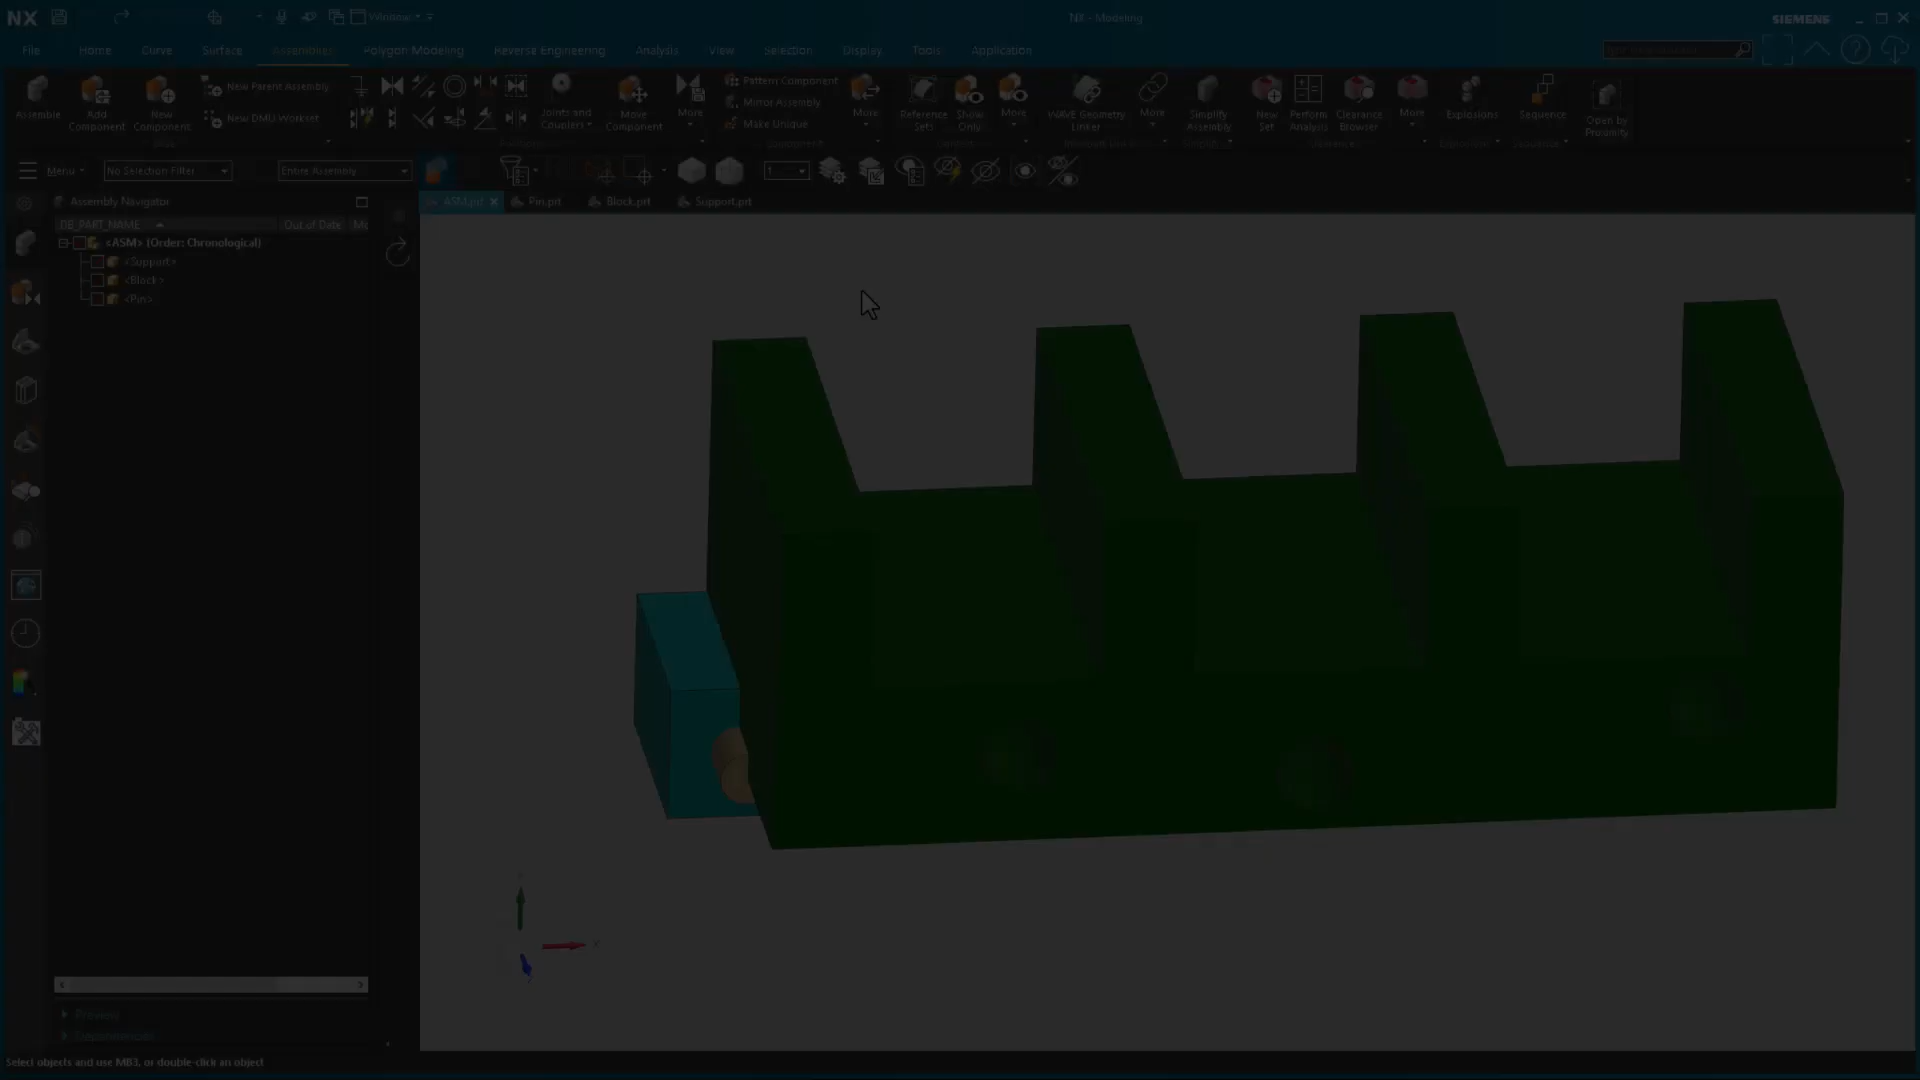 NX
Window
NX - Modeling
SIEMENS
File
Home
Curve
Surface
Assemblies
Polygon Modeling
Reverse Engineering
Analysis
View
Selection
Display
Tools
Application
Assemble
Add
Component
New
Component
New Parent Assembly
New DMU Workset
Joints and
Couplers
Move
Component
More
Pattern Component
Mirror Assembly
Make Unique
More
Reference
Sets
Show
Only
More
WAVE Geometry
Linker
More
Simplify
Assembly
New
Set
Perform
Analysis
Clearance
Browser
More
Explosions
Sequence
Open by
Proximity
Component
Menu
No Selection Filter
Entire Assembly
1
Assembly Navigator
ASM.prt
Pin.prt
Block.prt
Support.prt
DB_PART_NAME
Out of Date
Mo
<ASM> (Order: Chronological)
<Support>
<Block>
<Pin>
X
Preview
Dependencies
Select objects and use MB3, or double-click an object